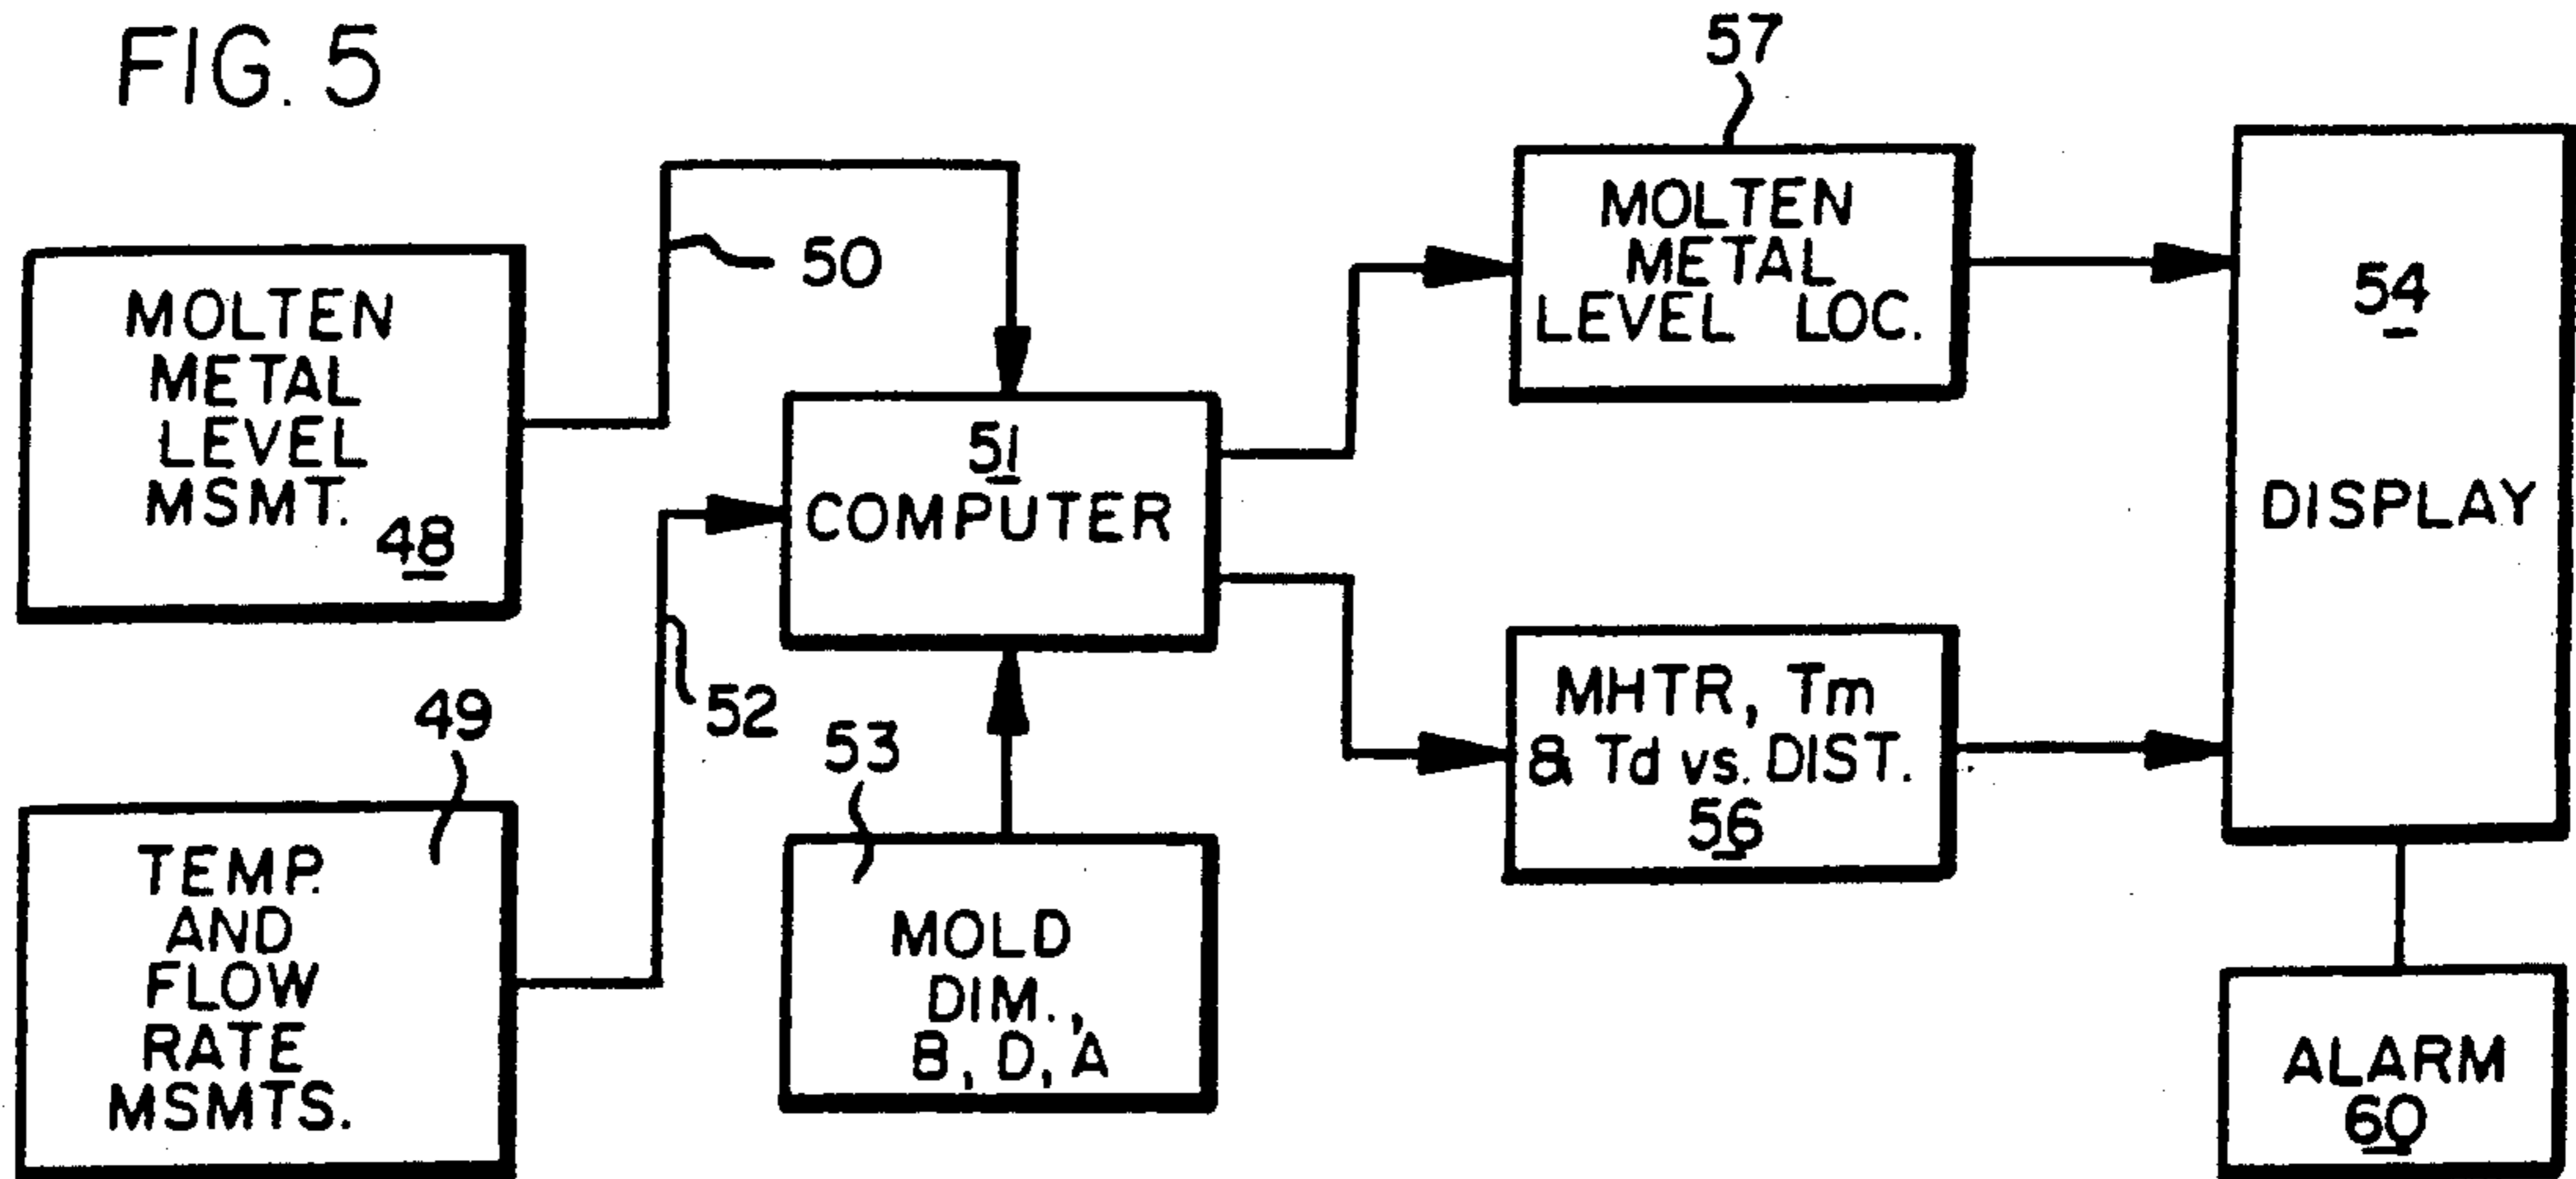 FIG. 5
MOLTEN
METAL
LEVEL
MSMT.
48
50
TEMP.
AND
FLOW
RATE
MSMTS.
49
52
51
COMPUTER
53
MOLD
DIM.,
B, D, A
57
MOLTEN
METAL
LEVEL LOC.
MHTR, Tm
& Td vs. DIST.
56
54
DISPLAY
ALARM
60